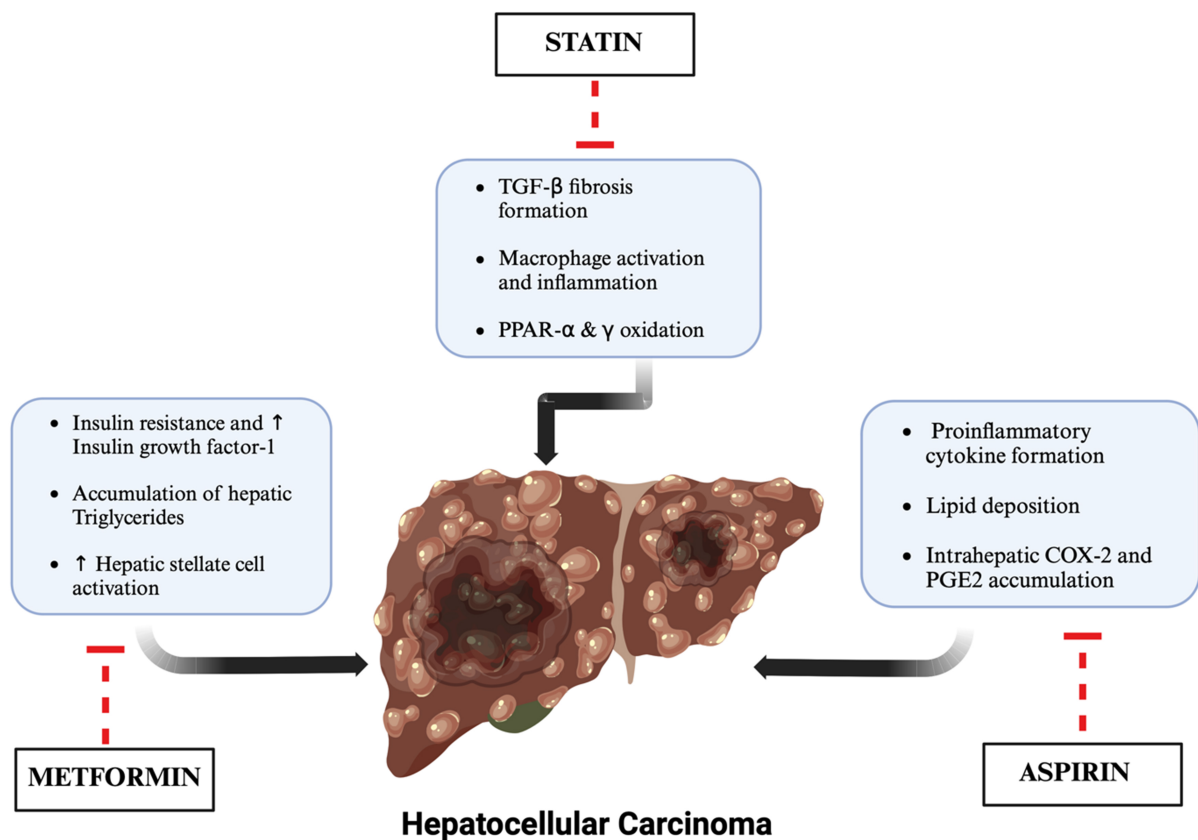 STATIN
• TGF-β fibrosis
formation
• Macrophage activation
and inflammation
• PPAR-α & γ oxidation
• Insulin resistance and ↑
Insulin growth factor-1
• Accumulation of hepatic
Triglycerides
• ↑ Hepatic stellate cell
activation
• Proinflammatory
cytokine formation
• Lipid deposition
• Intrahepatic COX-2 and
PGE2 accumulation
METFORMIN
ASPIRIN
Hepatocellular Carcinoma